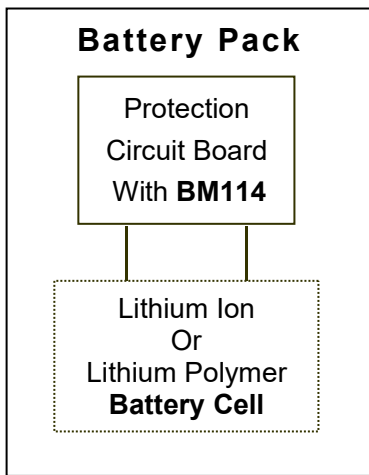 Battery Pack
Protection
Circuit Board
With BM114
Lithium Ion
Or
Lithium Polymer
Battery Cell